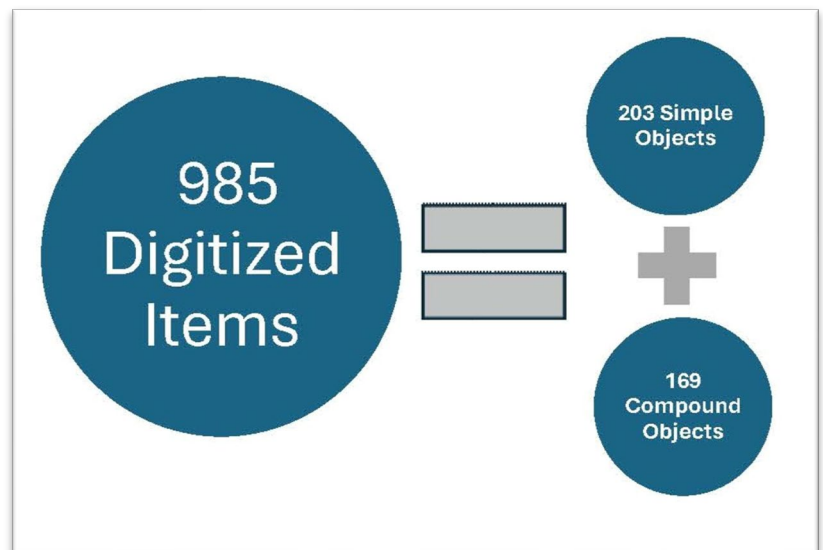 985
Digitized
Items
203 Simple
Objects
169
Compound
Objects